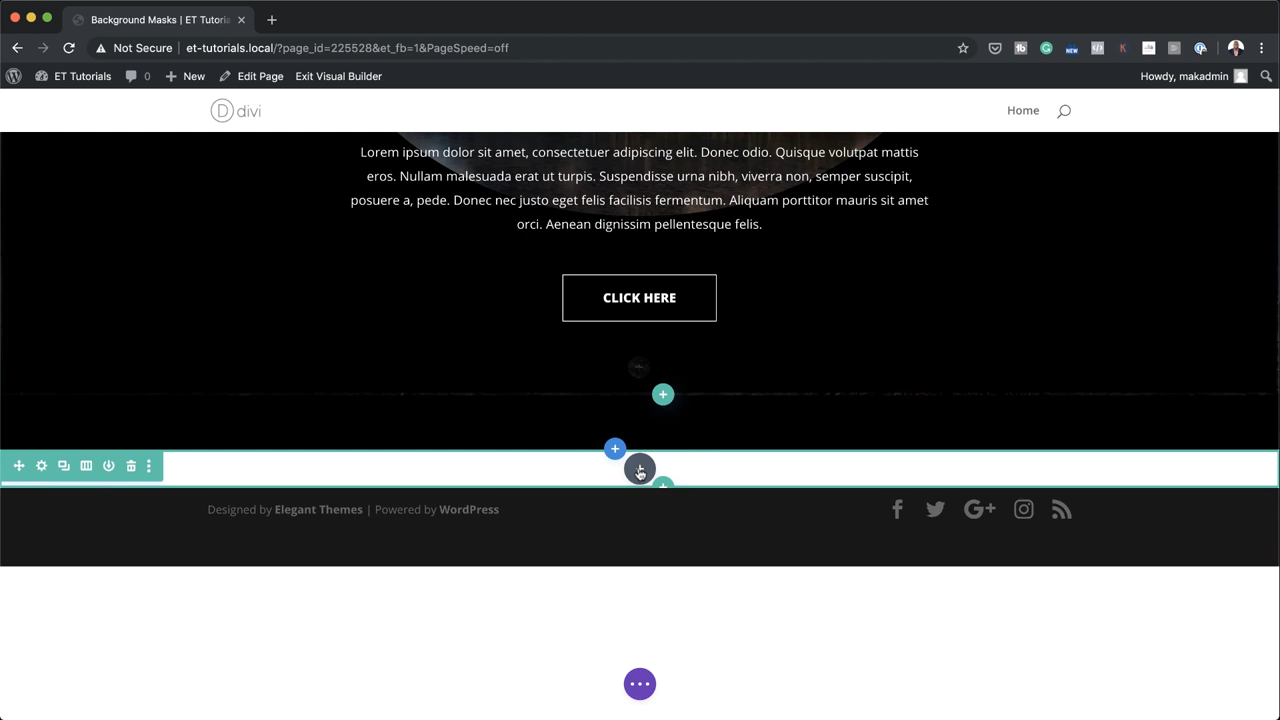 Background Masks | ET Tutoria
Not Secure
et-tutorials.local/?page_id=225528&et_fb=1&PageSpeed=off
NEW
ET Tutorials
0
New
Edit Page
Exit Visual Builder
Howdy, makadmin
D divi
Home
Lorem ipsum dolor sit amet, consectetuer adipiscing elit. Donec odio. Quisque volutpat mattis
eros. Nullam malesuada erat ut turpis. Suspendisse urna nibh, viverra non, semper suscipit,
posuere a, pede. Donec nec justo eget felis facilisis fermentum. Aliquam porttitor mauris sit amet
orci. Aenean dignissim pellentesque felis.
CLICK HERE
Designed by Elegant Themes | Powered by WordPress